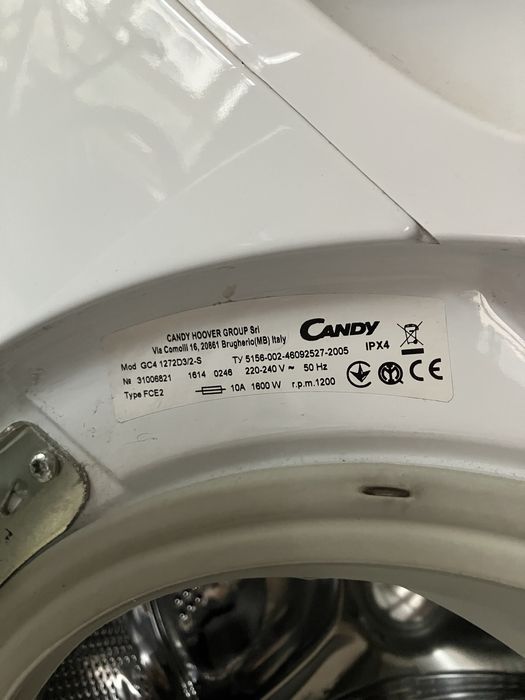 CANDY HOOVER GROUP Srl
Via Comolli 16, 20861 Brugherio(MB) Italy
CANDY
IPX4
Mod GC4 1272D3/2-S ТУ 5156-002-46092527-2005
№ 31006821 1614 0246 220-240 V ~ 50 Hz
Type FCE2 10A 1600 W r.p.m.1200
CE